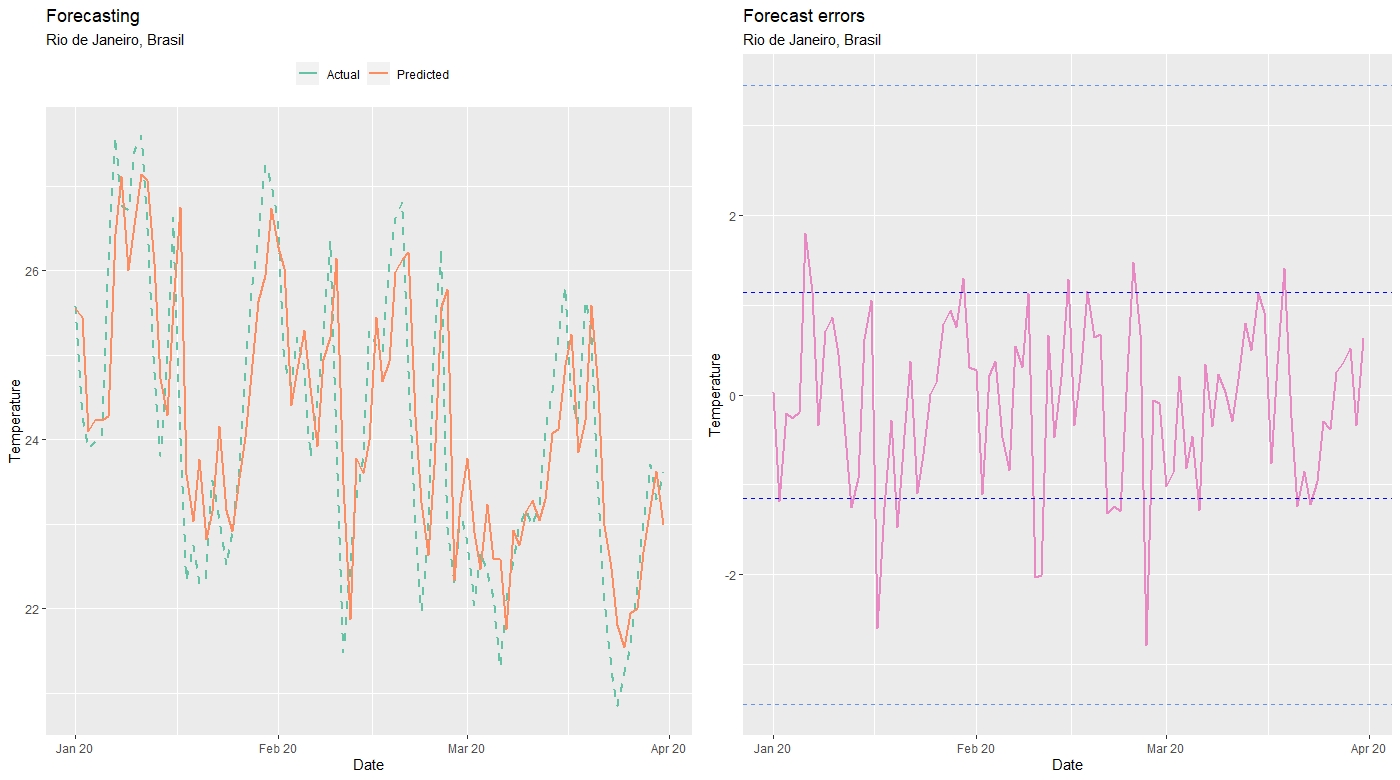 Forecasting
Rio de Janeiro, Brasil
Actual Predicted
Temperature
26
24
22
Jan 20 Feb 20 Mar 20 Apr 20
Date
Forecast errors
Rio de Janeiro, Brasil
Temperature
2
0
-2
Jan 20 Feb 20 Mar 20 Apr 20
Date